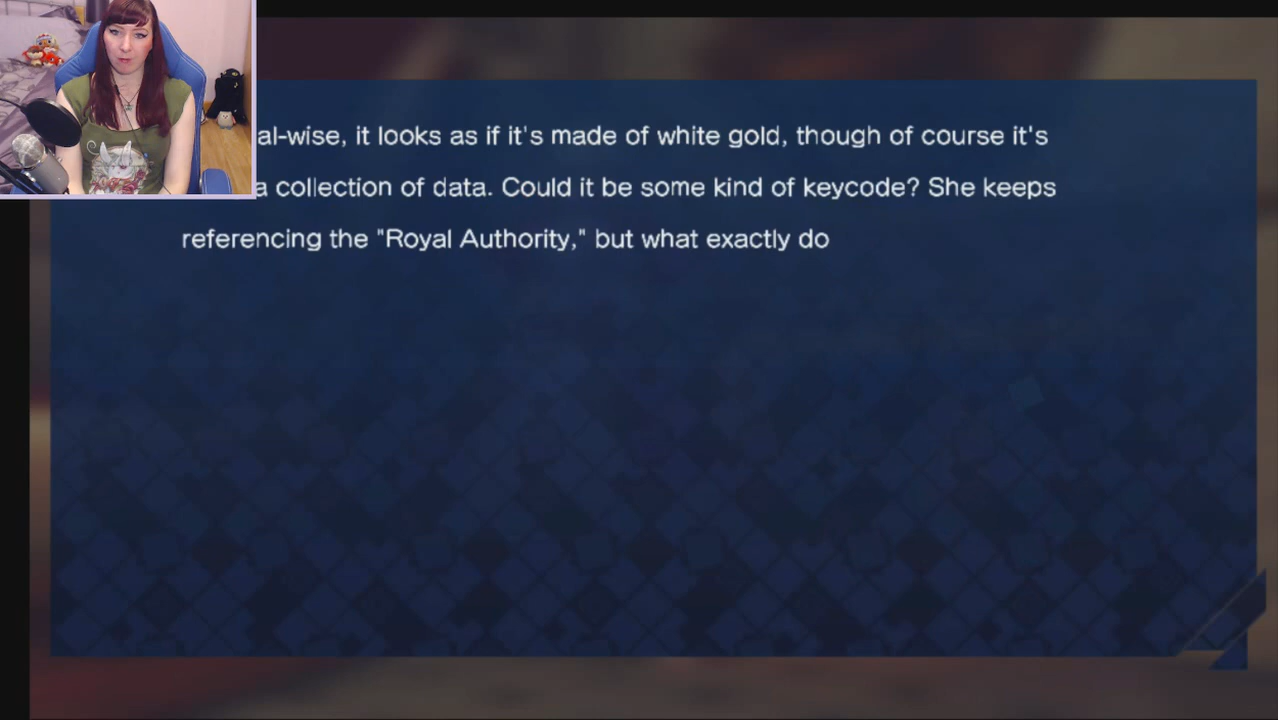 al-wise, it looks as if it's made of white gold, though of course it's
a collection of data. Could it be some kind of keycode? She keeps
referencing the "Royal Authority," but what exactly do